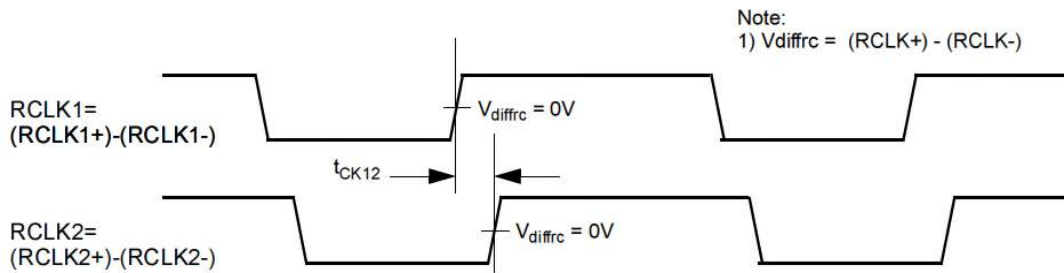 Note:
1) Vdiffrc = (RCLK+) - (RCLK-)
RCLK1=
(RCLK1+)-(RCLK1-)
Vdiffrc = 0V
tCK12
RCLK2=
(RCLK2+)-(RCLK2-)
Vdiffrc = 0V